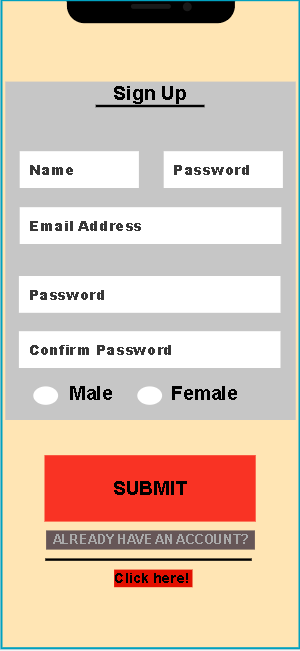 Sign Up
Name Password
Email Address
Password
Confirm Password
Male Female
SUBMIT
ALREADY HAVE AN ACCOUNT?
Click here!